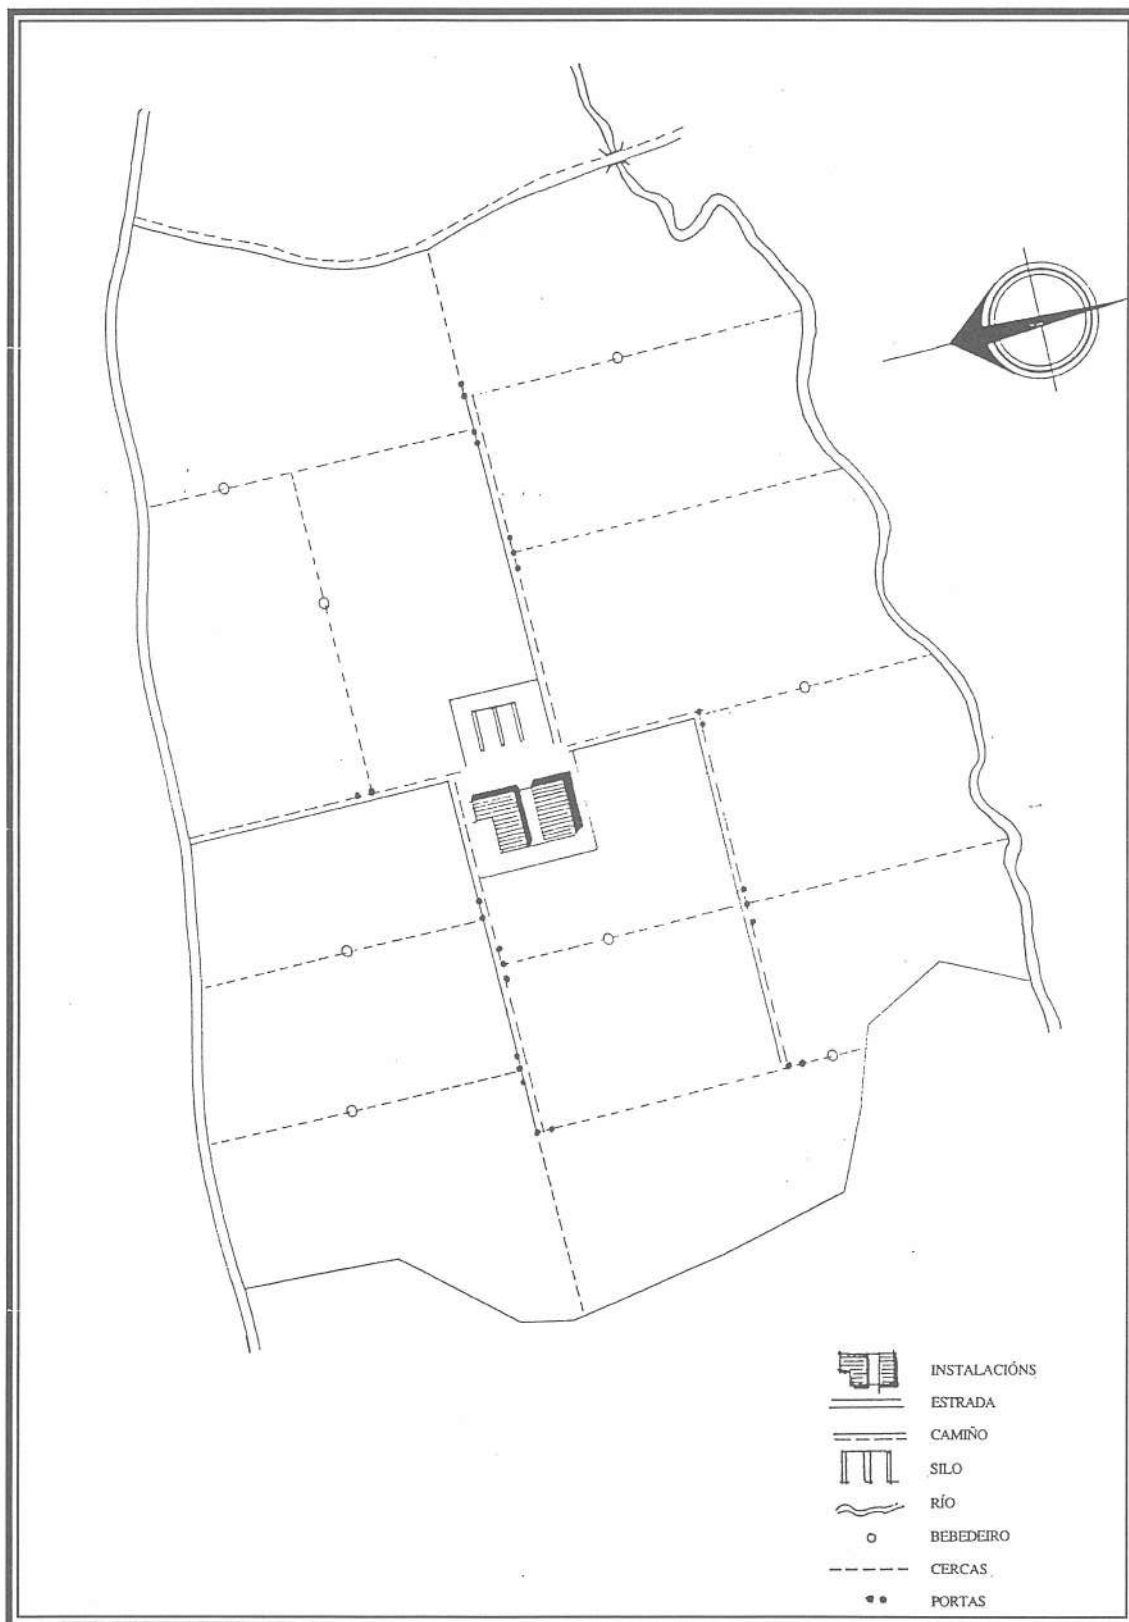 INSTALACIÓNS
ESTRADA
CAMIÑO
SILO
RÍO
BEBEDEIRO
CERCAS
PORTAS